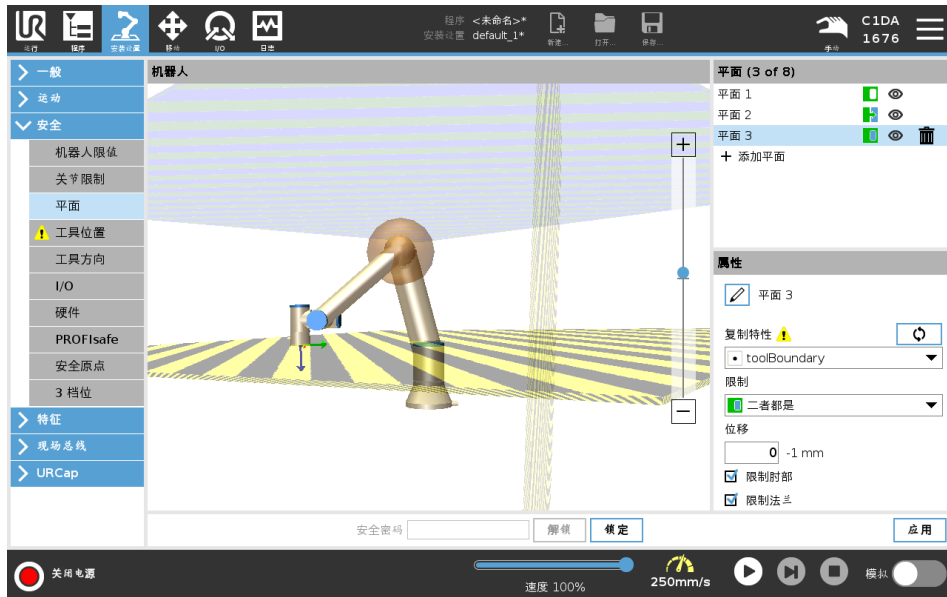 UR
运行
程序
安装设置
移动
I/O
日志
程序 <未命名>*
安装设置 default_1*
新建...
打开...
保存...
手动
C1DA
1676
一般
运动
安全
机器人限值
关节限制
平面
工具位置
工具方向
I/O
硬件
PROFIsafe
安全原点
3 档位
特征
现场总线
URCap
机器人
平面 (3 of 8)
平面 1
平面 2
平面 3
添加平面
属性
平面 3
复制特性
toolBoundary
限制
二者都是
位移
0 -1 mm
限制肘部
限制法兰
安全密码
解锁
锁定
应用
关闭电源
速度 100%
250mm/s
模拟